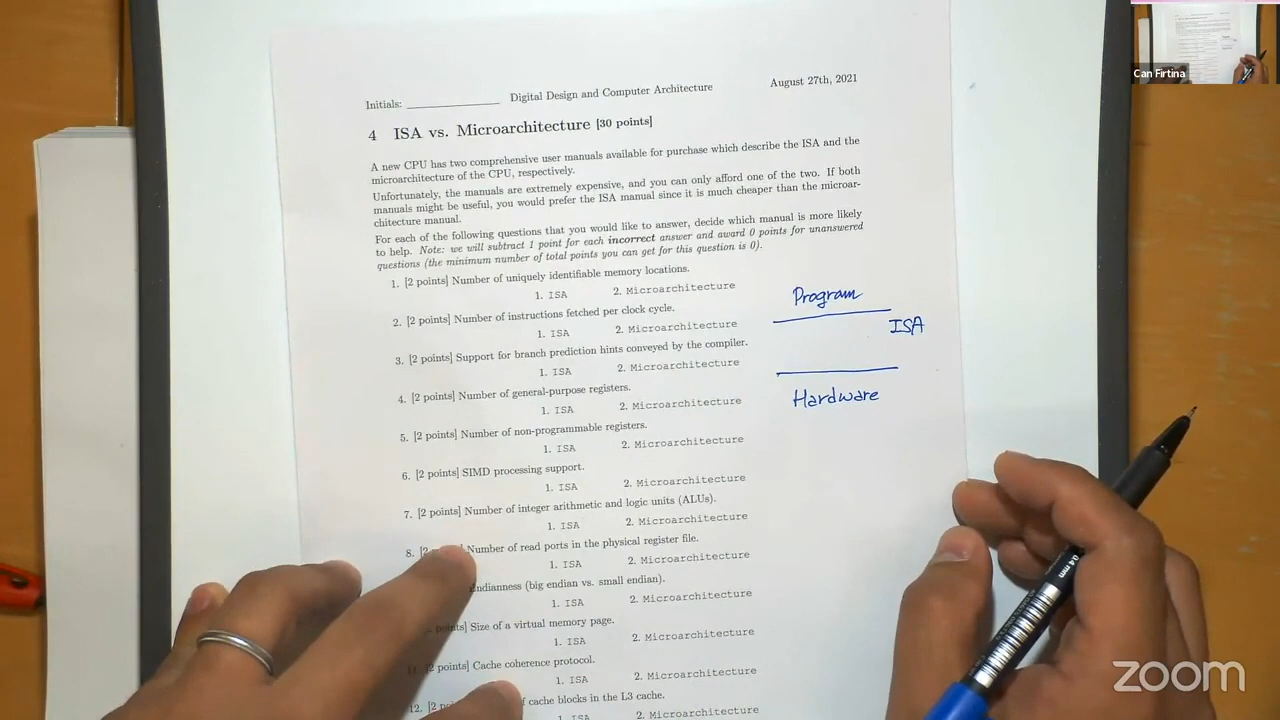 Can Firtina
Initials: ____________ Digital Design and Computer Architecture August 27th, 2021
4 ISA vs. Microarchitecture [30 points]
A new CPU has two comprehensive user manuals available for purchase which describe the ISA and the
microarchitecture of the CPU, respectively.
Unfortunately, the manuals are extremely expensive, and you can only afford one of the two. If both
manuals might be useful, you would prefer the ISA manual since it is much cheaper than the microar-
chitecture manual.
For each of the following questions that you would like to answer, decide which manual is more likely
to help. Note: we will subtract 1 point for each incorrect answer and award 0 points for unanswered
questions (the minimum number of total points you can get for this question is 0).
1. [2 points] Number of uniquely identifiable memory locations.
1. ISA 2. Microarchitecture
Program
2. [2 points] Number of instructions fetched per clock cycle.
1. ISA 2. Microarchitecture
ISA
3. [2 points] Support for branch prediction hints conveyed by the compiler.
1. ISA 2. Microarchitecture
4. [2 points] Number of general-purpose registers.
1. ISA 2. Microarchitecture
Hardware
5. [2 points] Number of non-programmable registers.
1. ISA 2. Microarchitecture
6. [2 points] SIMD processing support.
1. ISA 2. Microarchitecture
7. [2 points] Number of integer arithmetic and logic units (ALUs).
1. ISA 2. Microarchitecture
8. [2 Number of read ports in the physical register file.
1. ISA 2. Microarchitecture
Endianness (big endian vs. small endian).
1. ISA 2. Microarchitecture
points] Size of a virtual memory page.
1. ISA 2. Microarchitecture
11. [2 points] Cache coherence protocol.
1. ISA 2. Microarchitecture
12. [2 of cache blocks in the L3 cache.
1. ISA 2. Microarchitecture
0.4 mm
zoom